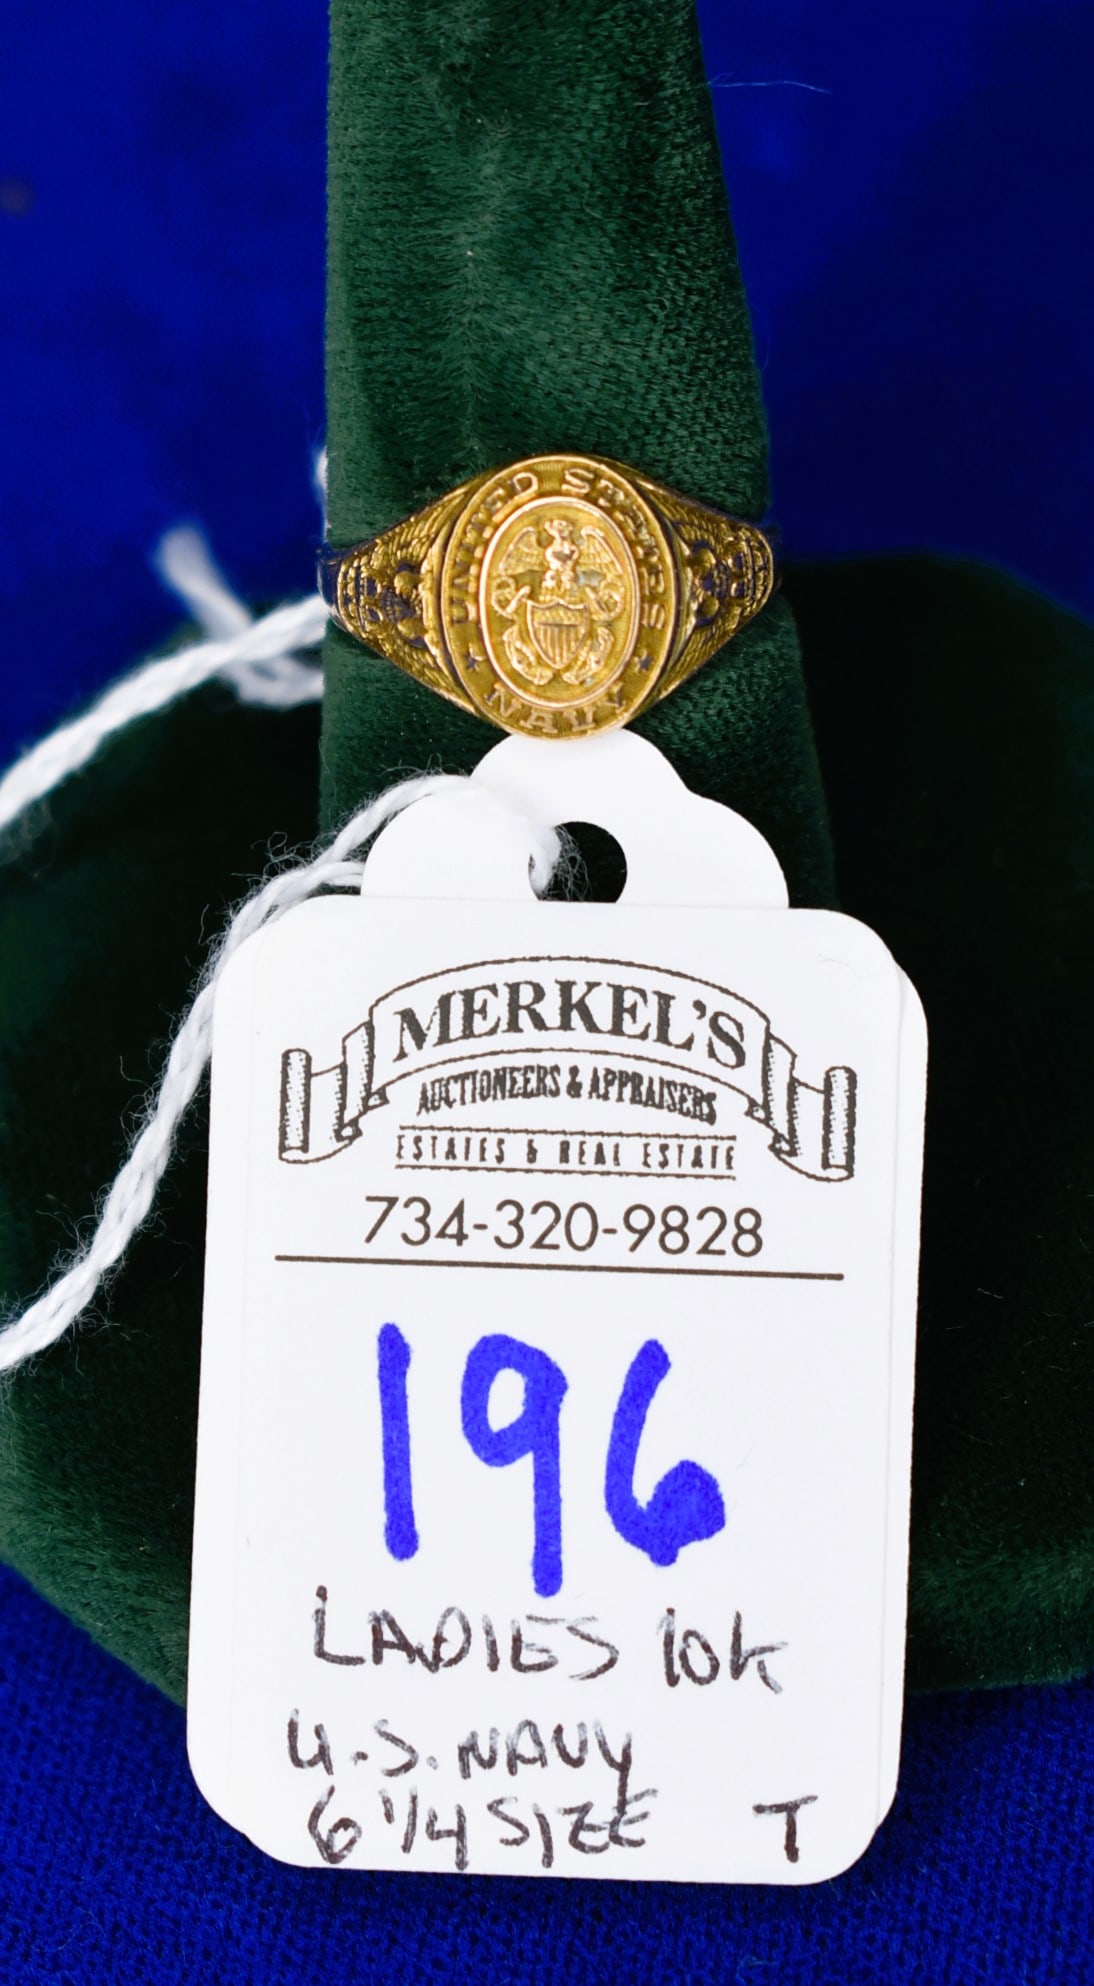 UNITED STATES
NAVY
MERKEL'S
AUCTIONEERS & APPRAISERS
ESTATES & REAL ESTATE
734-320-9828
196
LADIES 10K
U.S. NAVY
6 1/4 SIZE T